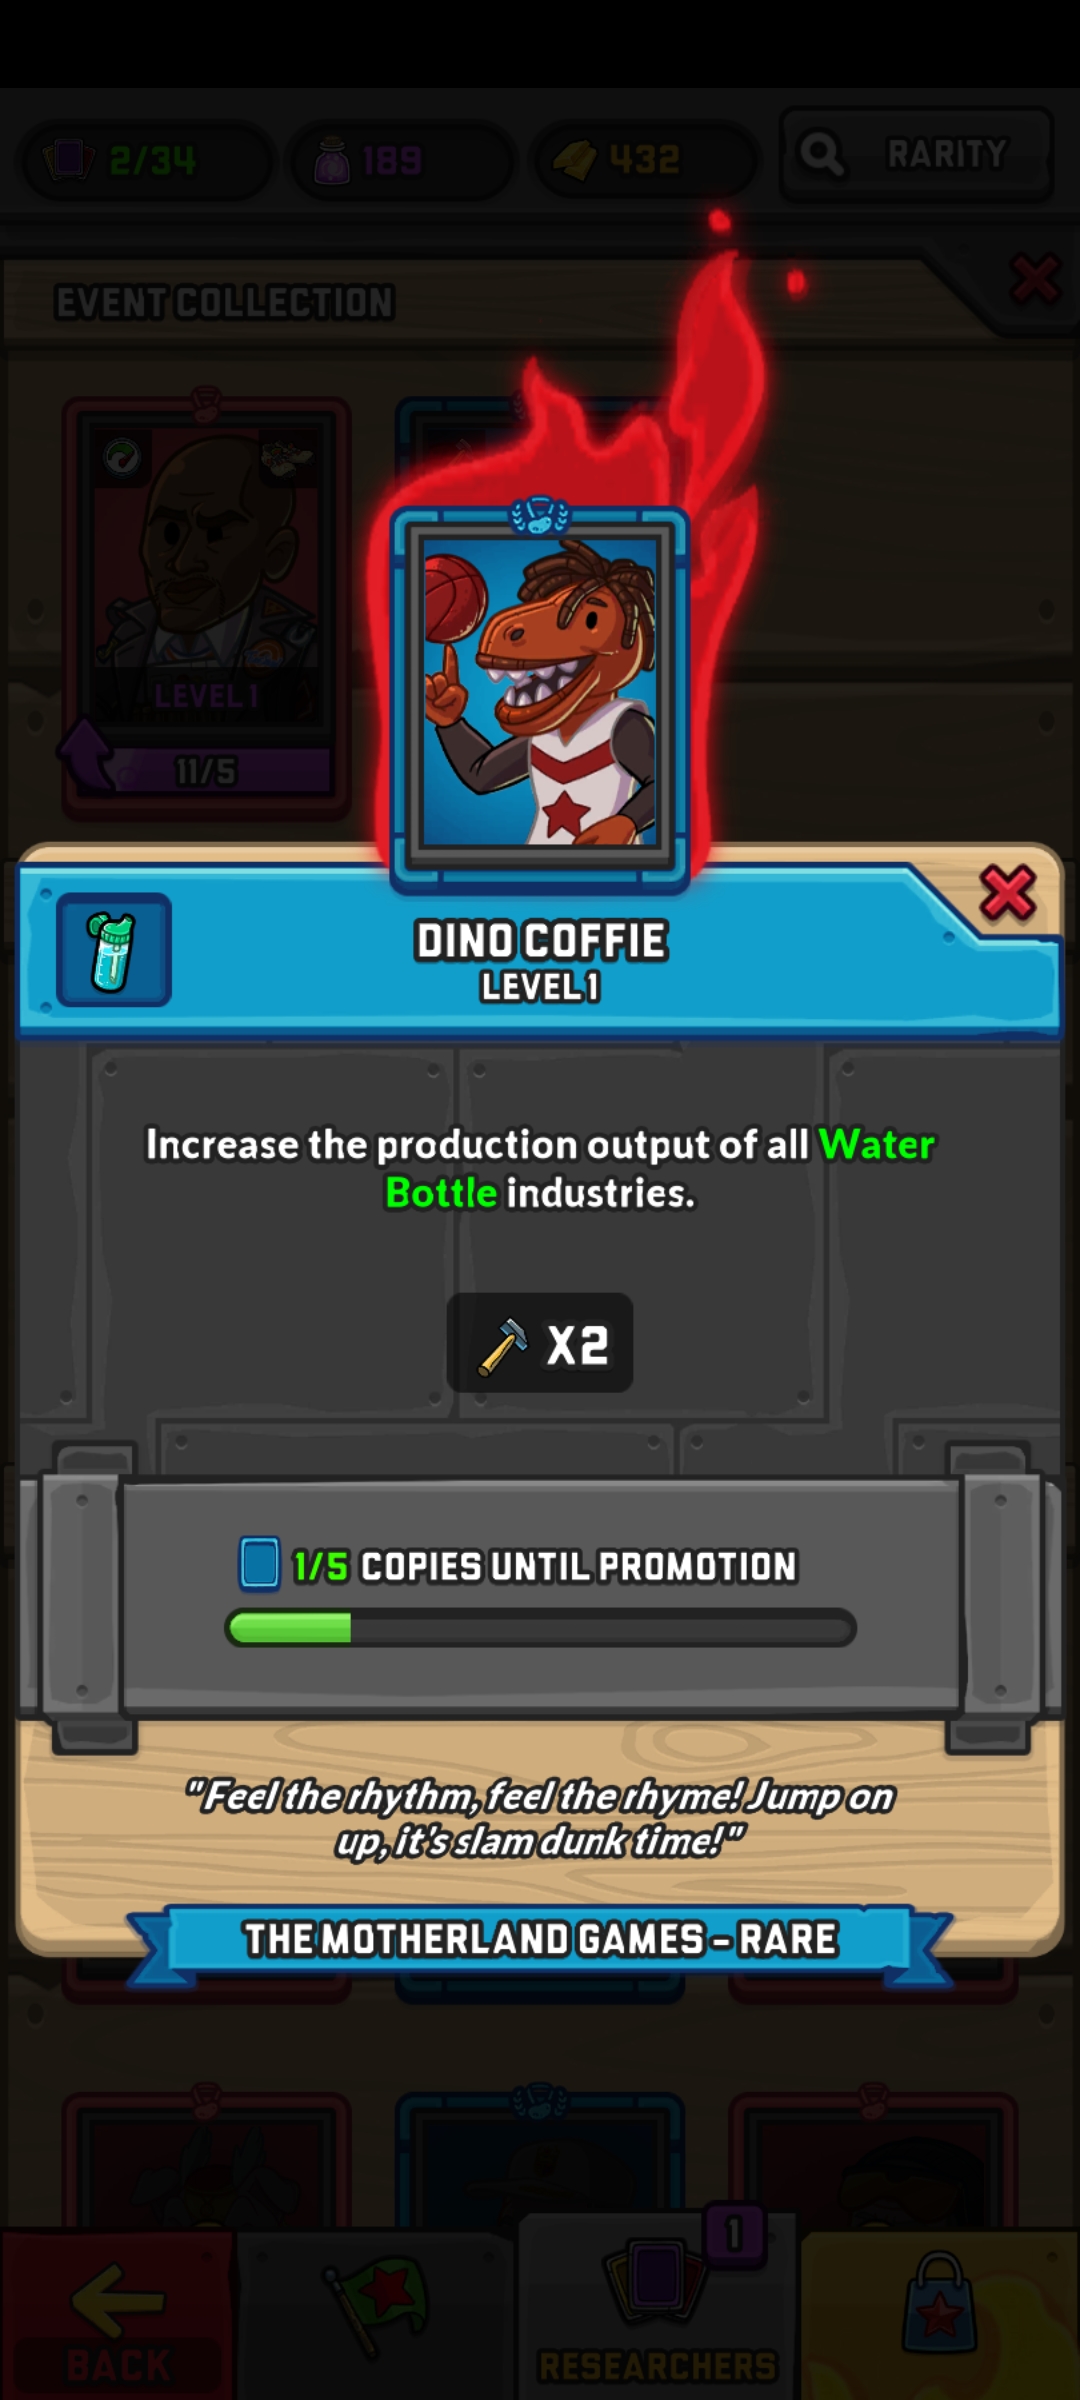 2/34
189
432
RARITY
EVENT COLLECTION
LEVEL 1
11/5
DINO COFFIE
LEVEL 1
Increase the production output of all Water
Bottle industries.
X2
1/5 COPIES UNTIL PROMOTION
"Feel the rhythm, feel the rhyme! Jump on
up, it's slam dunk time!"
THE MOTHERLAND GAMES - RARE
1
BACK
RESEARCHERS